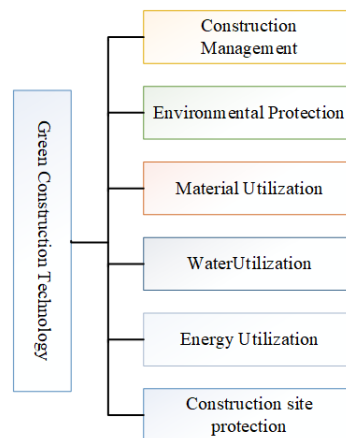 Green Construction Technology
Construction
Management
Environmental Protection
Material Utilization
WaterUtilization
Energy Utilization
Construction site
protection